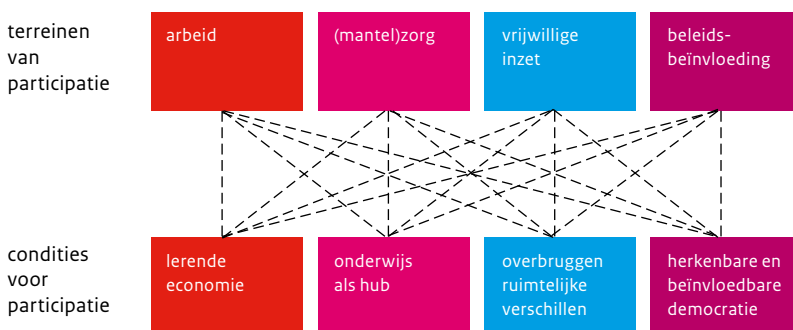 terreinen
van
participatie
arbeid
(mantel)zorg
vrijwillige
inzet
beleids-
beïnvloeding
condities
voor
participatie
lerende
economie
onderwijs
als hub
overbruggen
ruimtelijke
verschillen
herkenbare en
beïnvloedbare
democratie